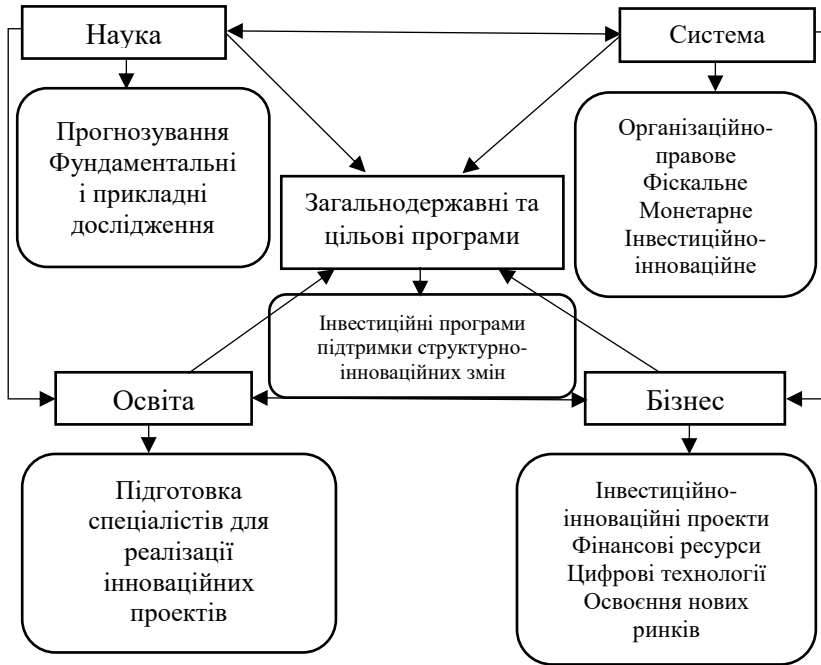 Наука
Система
Прогнозування
Фундаментальні
і прикладні
дослідження
Організаційно-
правове
Фіскальне
Монетарне
Інвестиційно-
інноваційне
Загальнодержавні та
цільові програми
Інвестиційні програми
підтримки структурно-
інноваційних змін
Освіта
Бізнес
Підготовка
спеціалістів для
реалізації
інноваційних
проектів
Інвестиційно-
інноваційні проекти
Фінансові ресурси
Цифрові технології
Освоєння нових
ринків